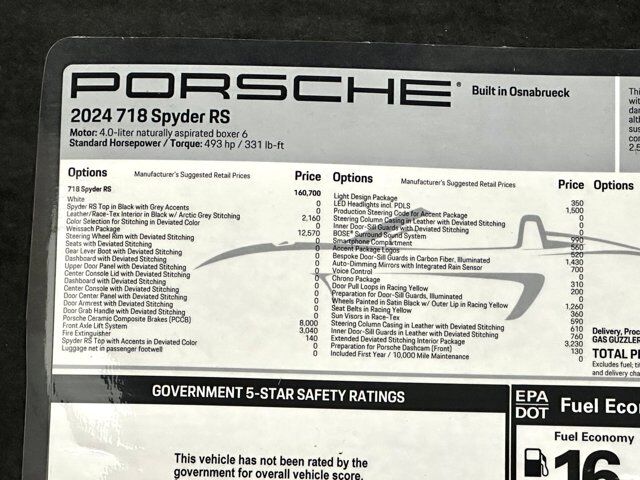 PORSCHE®
Built in Osnabrueck
2024 718 Spyder RS
Motor: 4.0-liter naturally aspirated boxer 6
Standard Horsepower / Torque: 493 hp / 331 lb-ft
Options Manufacturer's Suggested Retail Prices Price
718 Spyder RS 160,700
White 0
Spyder RS Top in Black with Grey Accents 0
Leather/Race-Tex Interior in Black w/ Arctic Grey Stitching 0
Color Selection for Stitching in Deviated Color 2,160
Weissach Package 12,570
Steering Wheel Rim with Deviated Stitching 0
Seats with Deviated Stitching 0
Gear Lever Boot with Deviated Stitching 0
Dashboard with Deviated Stitching 0
Upper Door Panel with Deviated Stitching 0
Center Console Lid with Deviated Stitching 0
Dashboard with Deviated Stitching 0
Center Console with Deviated Stitching 0
Door Center Panel with Deviated Stitching 0
Door Armrest with Deviated Stitching 0
Door Grab Handle with Deviated Stitching 0
Porsche Ceramic Composite Brakes (PCCB) 8,000
Front Axle Lift System 3,040
Fire Extinguisher 140
Spyder RS Top with Accents in Deviated Color 0
Luggage net in passenger footwell 0
Options Manufacturer's Suggested Retail Prices Price
Light Design Package 350
LED Headlights incl. PDLS 1,500
Production Steering Code for Accent Package 0
Steering Column Casing in Leather with Deviated Stitching 0
Inner Door-Sill Guards with Deviated Stitching 0
BOSE® Surround Sound System 990
Smartphone Compartment 0
Accent Package Logos 560
Bespoke Door-Sill Guards in Carbon Fiber, Illuminated 520
Auto-Dimming Mirrors with Integrated Rain Sensor 1,430
Voice Control 700
Chrono Package 0
Door Pull Loops in Racing Yellow 310
Preparation for Door-Sill Guards, Illuminated 200
Wheels Painted in Satin Black w/ Outer Lip in Racing Yellow 0
Seat Belts in Racing Yellow 1,260
Sun Visors in Race-Tex 360
Steering Column Casing in Leather with Deviated Stitching 690
Inner Door-Sill Guards in Leather with Deviated Stitching 610
Extended Deviated Stitching Interior Package 760
Preparation for Porsche Dashcam (Front) 3,230
Included First Year / 10,000 Mile Maintenance 130
0
Options
Delivery, Proc
GAS GUZZLER
TOTAL P
Excludes fuel; tit
and delivery cha
GOVERNMENT 5-STAR SAFETY RATINGS
This vehicle has not been rated by the
government for overall vehicle score,
EPA
DOT
Fuel Econ
Fuel Economy
16